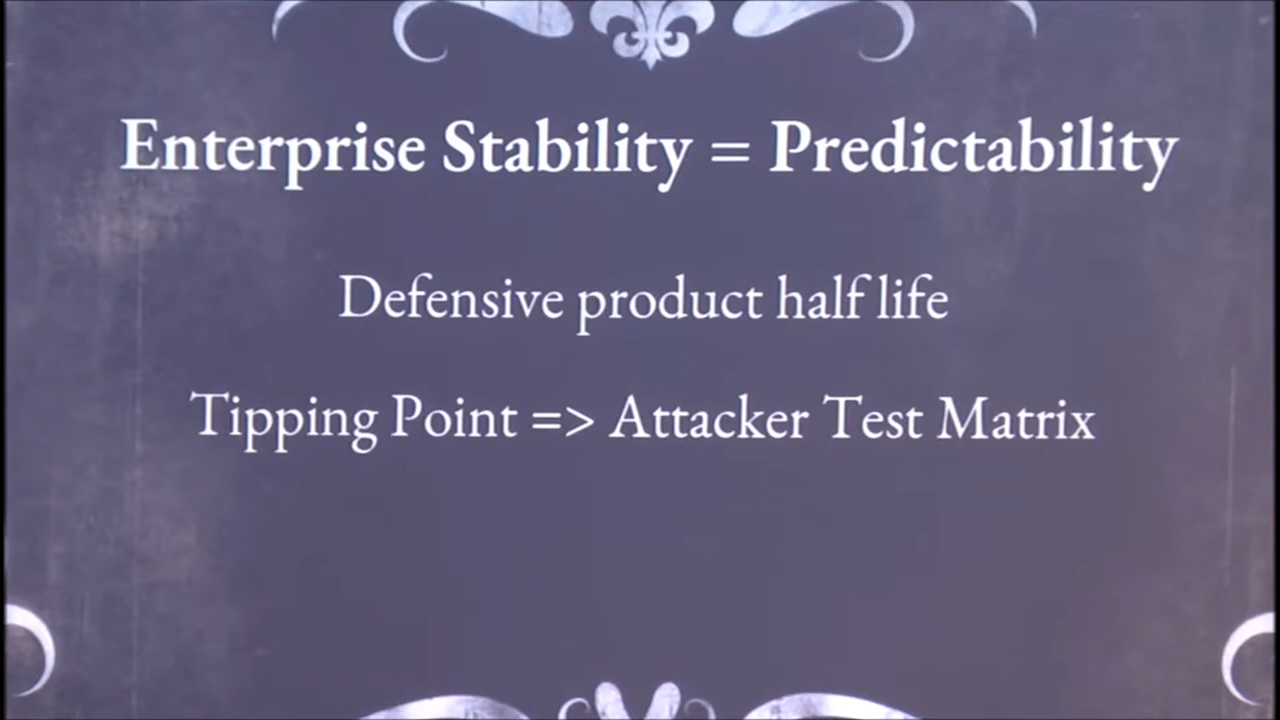 Enterprise Stability = Predictability
Defensive product half life
Tipping Point => Attacker Test Matrix